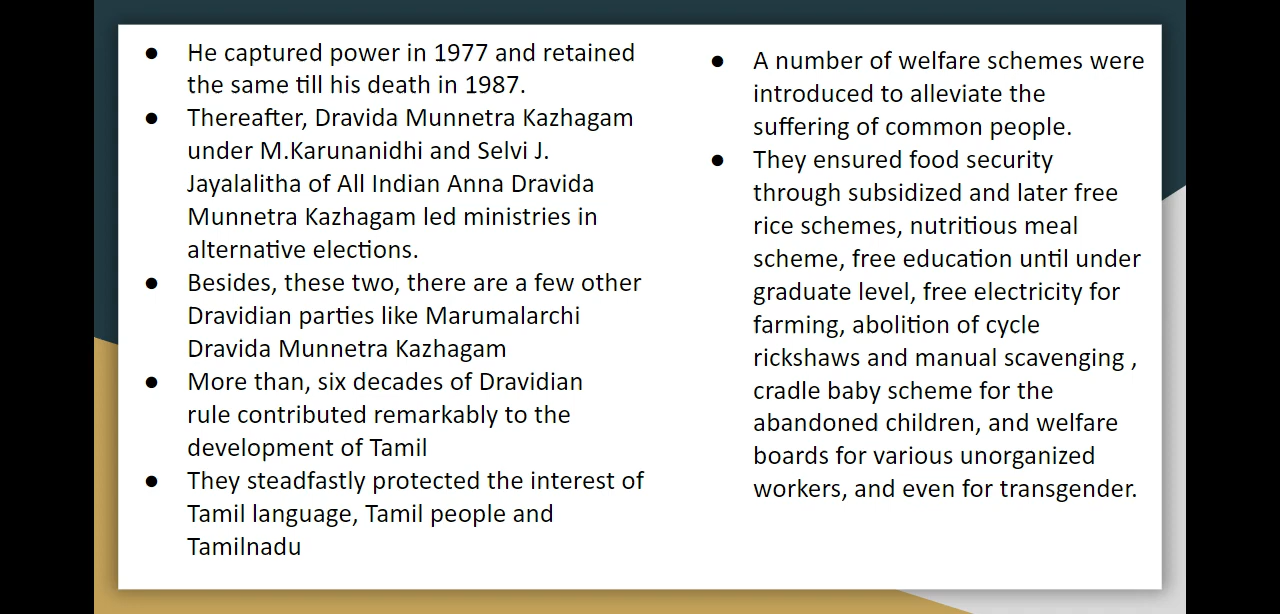 ● He captured power in 1977 and retained
the same till his death in 1987.
● Thereafter, Dravida Munnetra Kazhagam
under M.Karunanidhi and Selvi J.
Jayalalitha of All Indian Anna Dravida
Munnetra Kazhagam led ministries in
alternative elections.
● Besides, these two, there are a few other
Dravidian parties like Marumalarchi
Dravida Munnetra Kazhagam
● More than, six decades of Dravidian
rule contributed remarkably to the
development of Tamil
● They steadfastly protected the interest of
Tamil language, Tamil people and
Tamilnadu
● A number of welfare schemes were
introduced to alleviate the
suffering of common people.
● They ensured food security
through subsidized and later free
rice schemes, nutritious meal
scheme, free education until under
graduate level, free electricity for
farming, abolition of cycle
rickshaws and manual scavenging ,
cradle baby scheme for the
abandoned children, and welfare
boards for various unorganized
workers, and even for transgender.